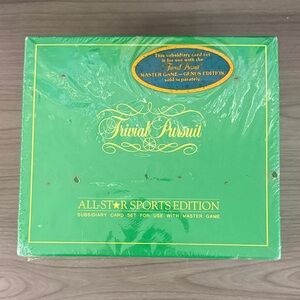 This subsidiary card set
is for use with the
Trivial Pursuit
MASTER GAME—GENUS EDITION
sold separately.
Trivial Pursuit
ALL-ST★R SPORTS EDITION
SUBSIDIARY CARD SET FOR USE WITH MASTER GAME